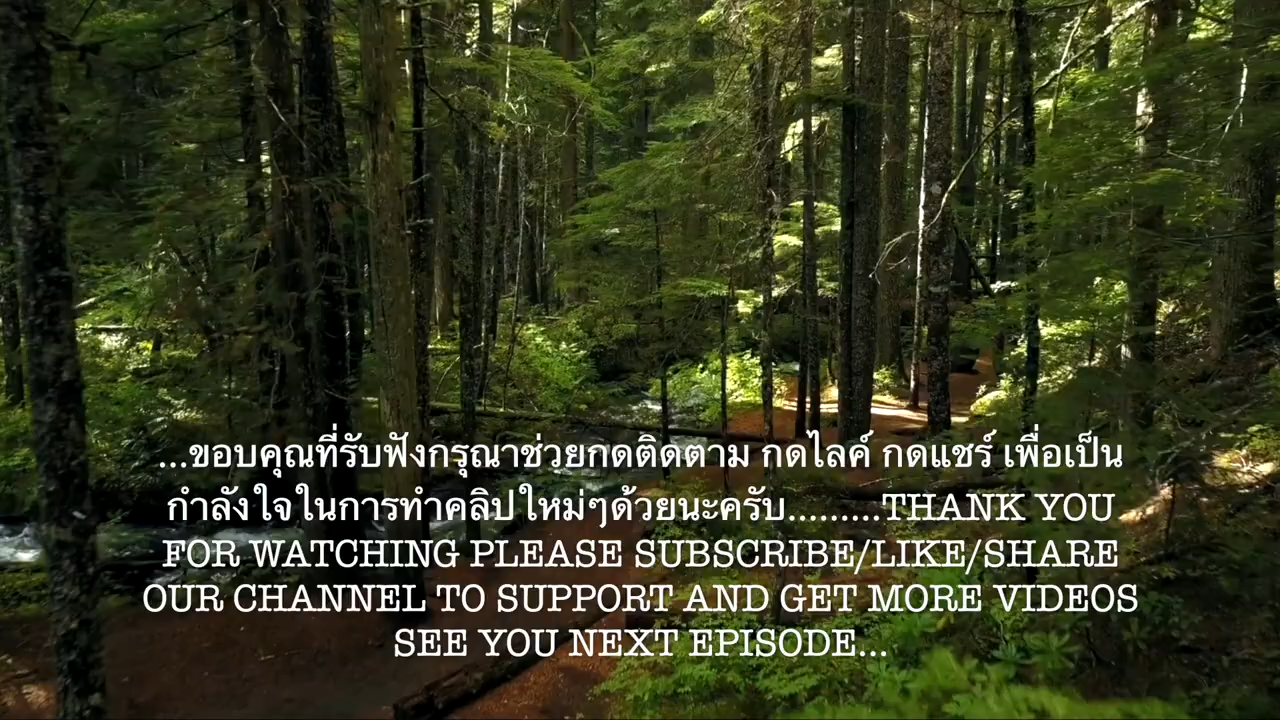 ...ขอบคุณที่รับฟังกรุณาช่วยกดติดตาม กดไลค์ กดแชร์ เพื่อเป็น
กำลังใจในการทำคลิปใหม่ๆด้วยนะครับ.........THANK YOU
FOR WATCHING PLEASE SUBSCRIBE/LIKE/SHARE
OUR CHANNEL TO SUPPORT AND GET MORE VIDEOS
SEE YOU NEXT EPISODE...